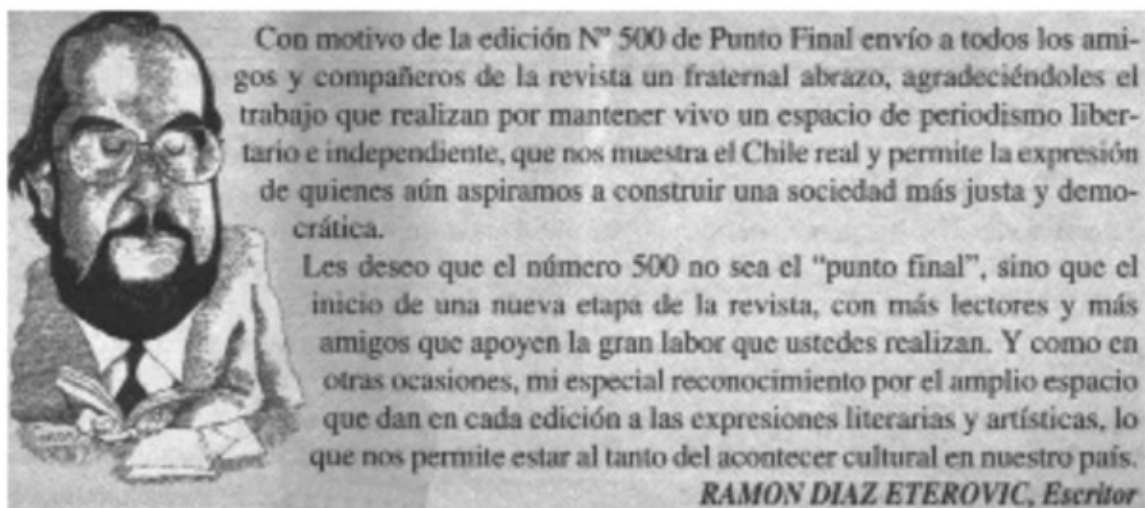 Con motivo de la edición Nº 500 de Punto Final envío a todos los ami-
gos y compañeros de la revista un fraternal abrazo, agradeciéndoles el
trabajo que realizan por mantener vivo un espacio de periodismo liber-
tario e independiente, que nos muestra el Chile real y permite la expresión
de quienes aún aspiramos a construir una sociedad más justa y demo-
crática.
Les deseo que el número 500 no sea el “punto final”, sino que el
inicio de una nueva etapa de la revista, con más lectores y más
amigos que apoyen la gran labor que ustedes realizan. Y como en
otras ocasiones, mi especial reconocimiento por el amplio espacio
que dan en cada edición a las expresiones literarias y artísticas, lo
que nos permite estar al tanto del acontecer cultural en nuestro país.
RAMON DIAZ ETEROVIC, Escritor